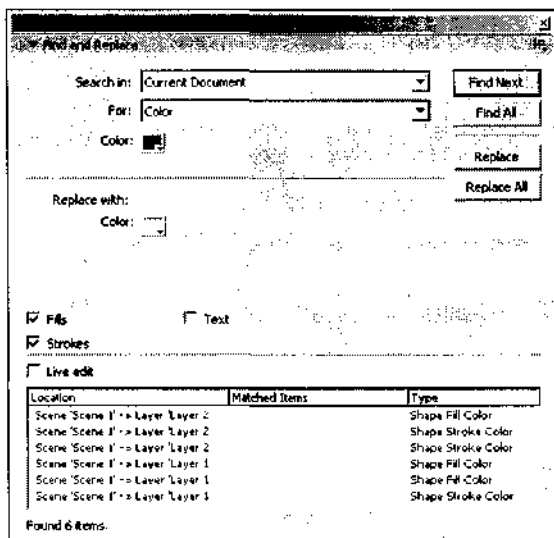 Find and Replace
Search in: Current Document
Find Next
For: Color
Find All
Color:
Replace
Replace All
Replace with:
Color:
Fills Text
Strokes
Live edit
Location Matched Items Type
Scene 'Scene 1' -> Layer 'Layer 2 Shape Fill Color
Scene 'Scene 1' -> Layer 'Layer 2 Shape Stroke Color
Scene 'Scene 1' -> Layer 'Layer 2 Shape Stroke Color
Scene 'Scene 1' -> Layer 'Layer 1 Shape Fill Color
Scene 'Scene 1' -> Layer 'Layer 1 Shape Fill Color
Scene 'Scene 1' -> Layer 'Layer 1 Shape Stroke Color
Found 6 items.